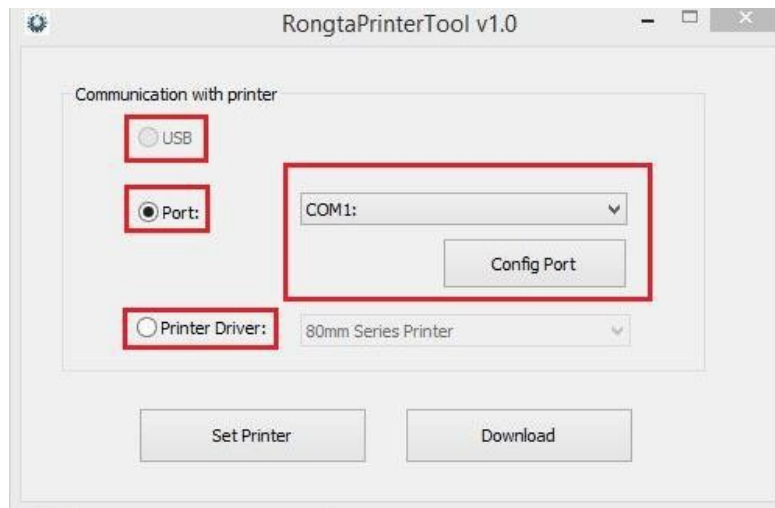 RongtaPrinterTool v1.0
Communication with printer
USB
Port:
COM1:
Config Port
Printer Driver:
80mm Series Printer
Set Printer
Download